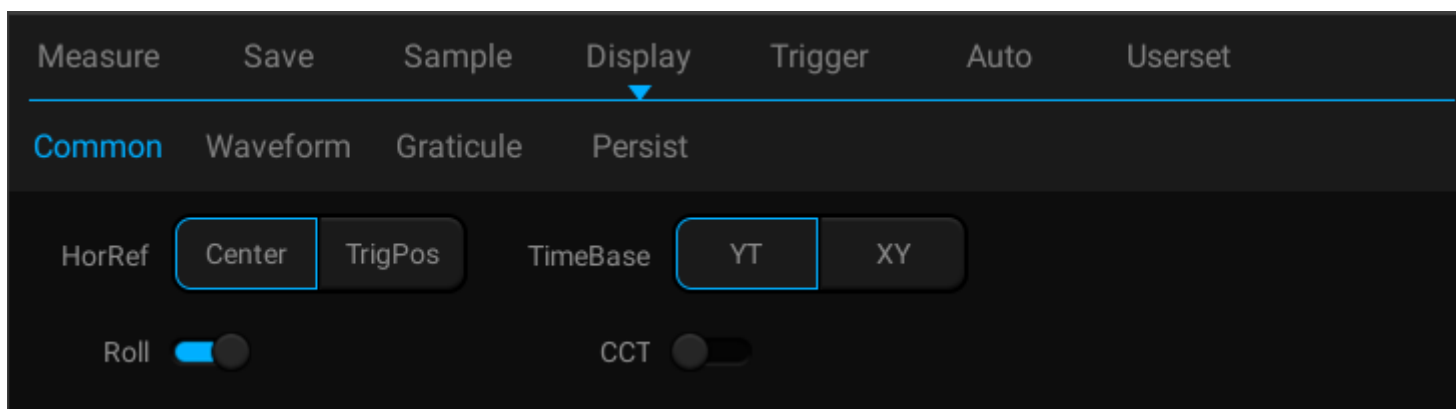 Measure Save Sample Display Trigger Auto Userset
Common Waveform Graticule Persist
HorRef Center TrigPos TimeBase YT XY
Roll CCT